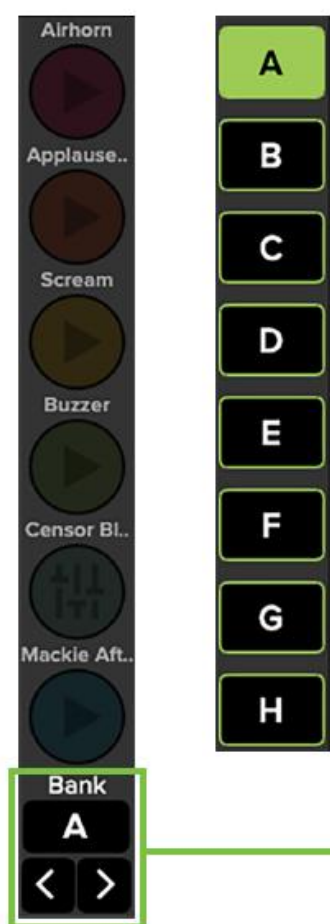 Airhorn
Applause..
Scream
Buzzer
Censor Bl..
Mackie Aft..
Bank
A
< >
A
B
C
D
E
F
G
H